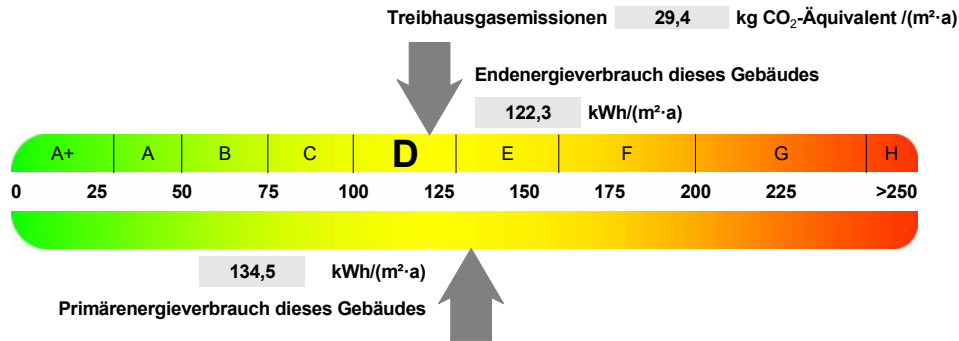 Treibhausgasemissionen 29,4 kg CO₂-Äquivalent /(m²·a)
Endenergieverbrauch dieses Gebäudes
122,3 kWh/(m²·a)
A+ A B C D E F G H
0 25 50 75 100 125 150 175 200 225 >250
134,5 kWh/(m²·a)
Primärenergieverbrauch dieses Gebäudes